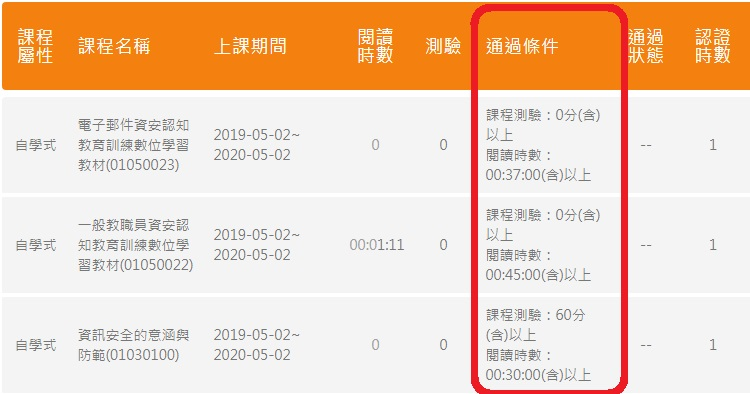 課程
屬性
課程名稱
上課期間
閱讀
時數
測驗
通過條件
通過
狀態
認證
時數
自學式
電子郵件資安認知
教育訓練數位學習
教材(01050023)
2019-05-02~
2020-05-02
0
0
課程測驗：0分(含)
以上
閱讀時數：
00:37:00(含)以上
--
1
自學式
一般教職員資安認
知教育訓練數位學
習教材(01050022)
2019-05-02~
2020-05-02
00:01:11
0
課程測驗：0分(含)
以上
閱讀時數：
00:45:00(含)以上
--
1
自學式
資訊安全的意涵與
防範(01030100)
2019-05-02~
2020-05-02
0
0
課程測驗：60分
(含)以上
閱讀時數：
00:30:00(含)以上
--
1